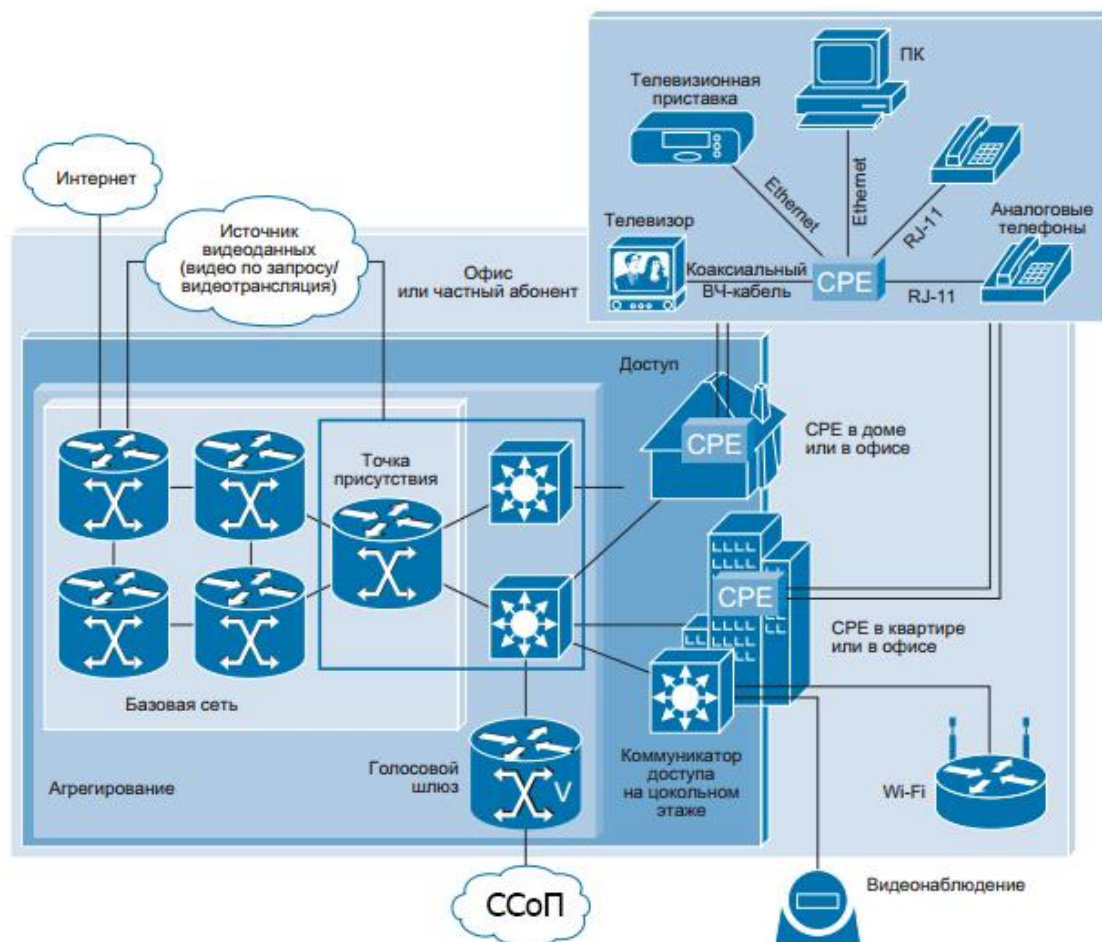 ПК
Телевизионная
приставка
Ethernet
Ethernet
RJ-11
Аналоговые
телефоны
Телевизор
Коаксиальный
ВЧ-кабель
CPE
RJ-11
Интернет
Источник
видеоданных
(видео по запросу/
видеотрансляция)
Офис
или частный абонент
Доступ
CPE
CPE в доме
или в офисе
Точка
присутствия
CPE
CPE в квартире
или в офисе
Базовая сеть
Агрегирование
Голосовой
шлюз
V
Коммуникатор
доступа
на цокольном
этаже
Wi-Fi
ССоП
Видеонаблюдение